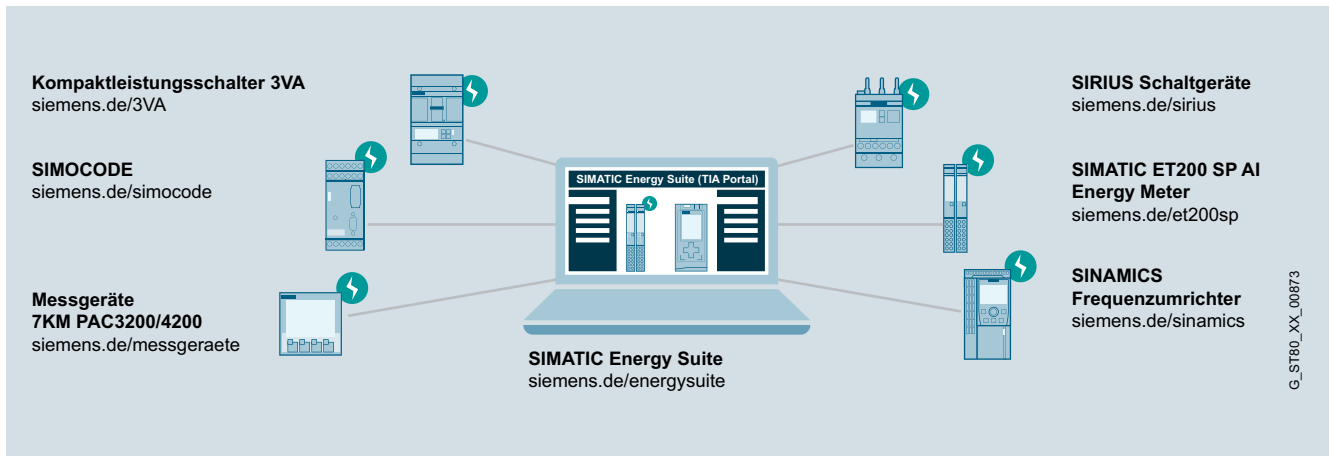 Kompaktleistungsschalter 3VA
siemens.de/3VA
SIMOCODE
siemens.de/simocode
Messgeräte
7KM PAC3200/4200
siemens.de/messgeraete
SIMATIC Energy Suite (TIA Portal)
SIMATIC Energy Suite
siemens.de/energysuite
SIRIUS Schaltgeräte
siemens.de/sirius
SIMATIC ET200 SP AI
Energy Meter
siemens.de/et200sp
SINAMICS
Frequenzumrichter
siemens.de/sinamics
G_ST80_XX_00873